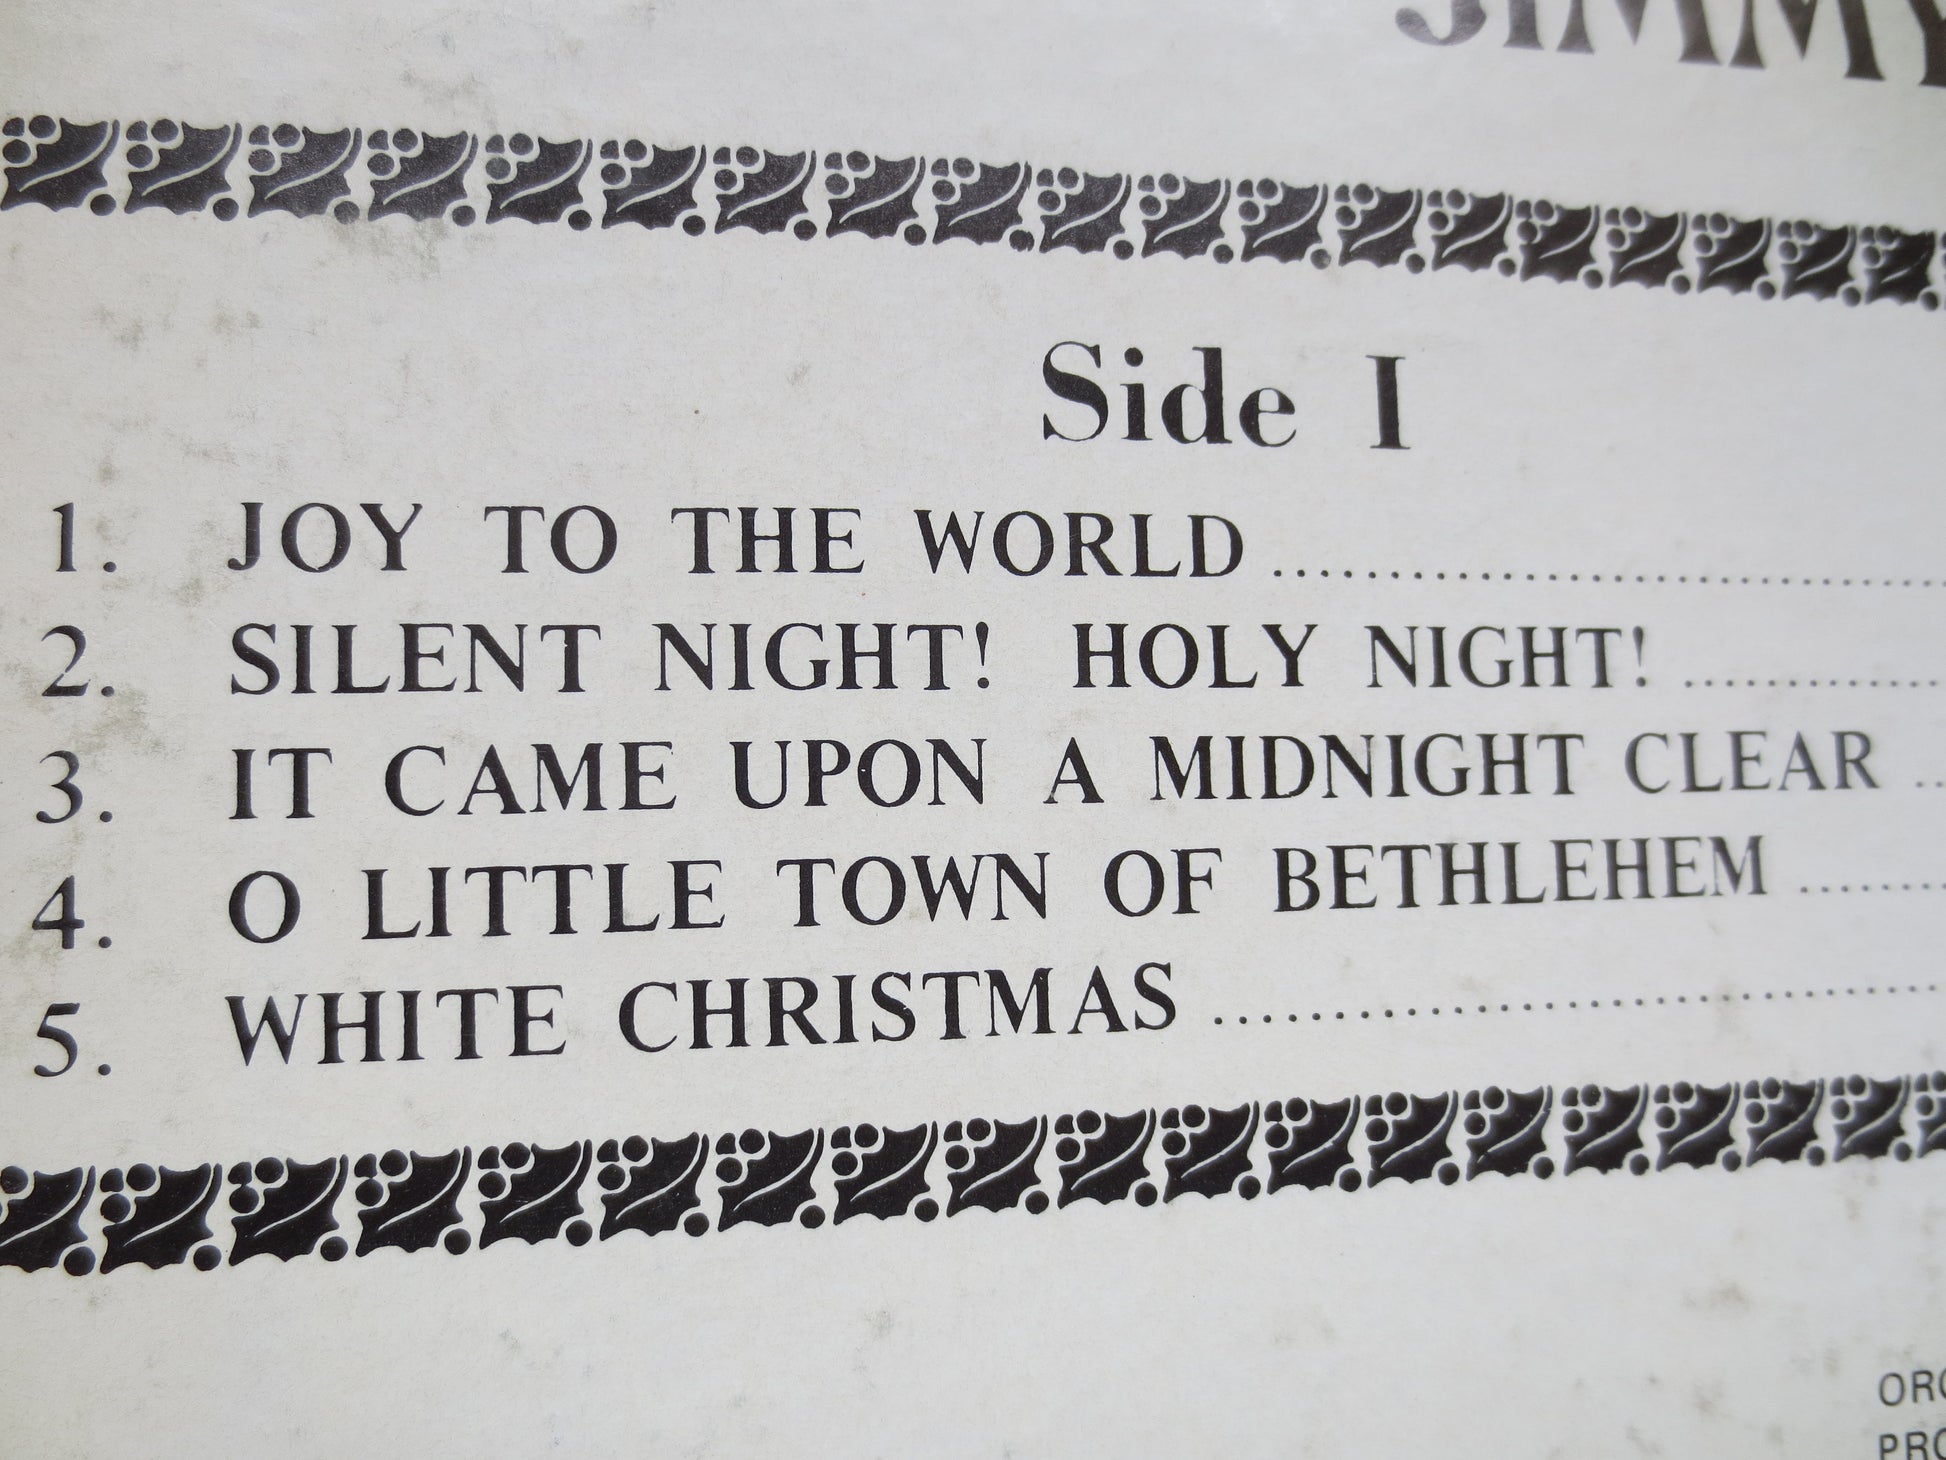 JIMMY
Side I
1. JOY TO THE WORLD ........................
2. SILENT NIGHT! HOLY NIGHT! .............
3. IT CAME UPON A MIDNIGHT CLEAR ..
4. O LITTLE TOWN OF BETHLEHEM ........
5. WHITE CHRISTMAS ..........................